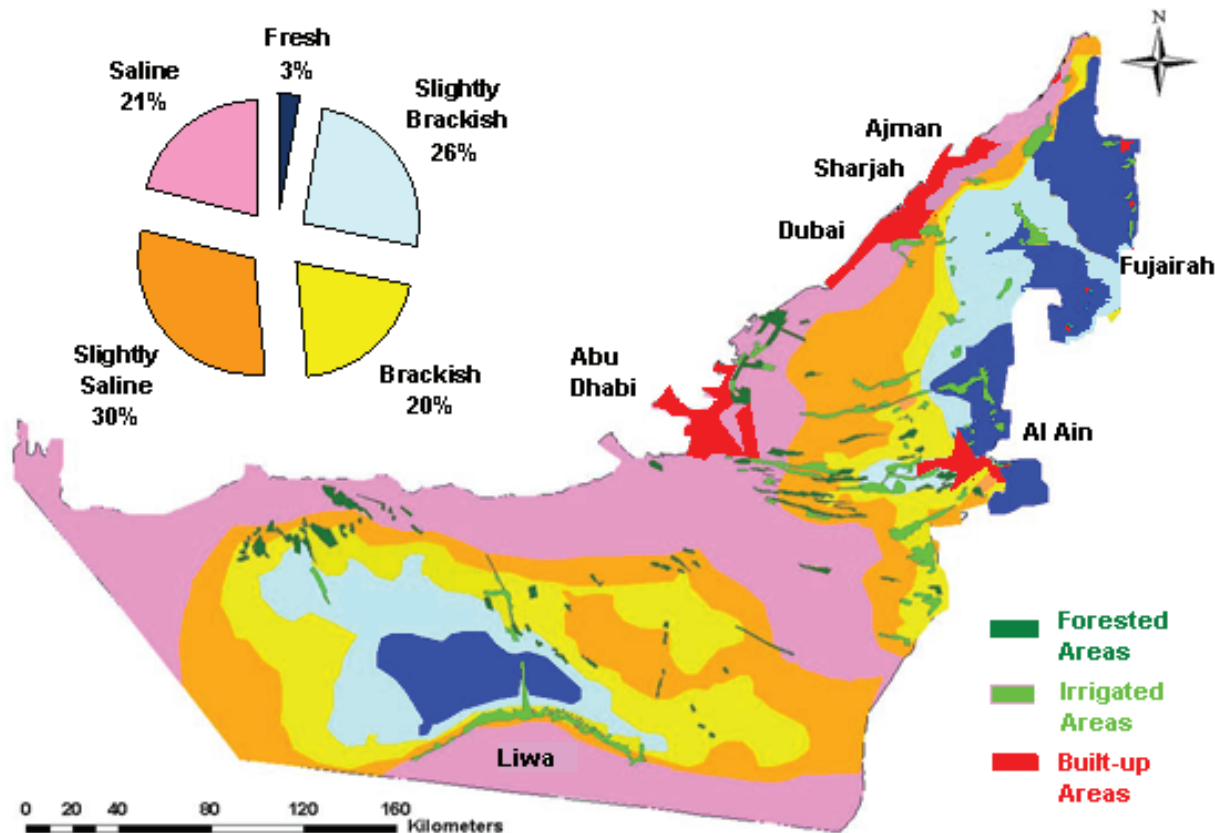 Fresh
3%
Saline
21%
Slightly
Brackish
26%
Slightly
Saline
30%
Brackish
20%
N
Ajman
Sharjah
Dubai
Fujairah
Abu
Dhabi
Al Ain
Liwa
Forested
Areas
Irrigated
Areas
Built-up
Areas
0 20 40 80 120 160
Kilometers